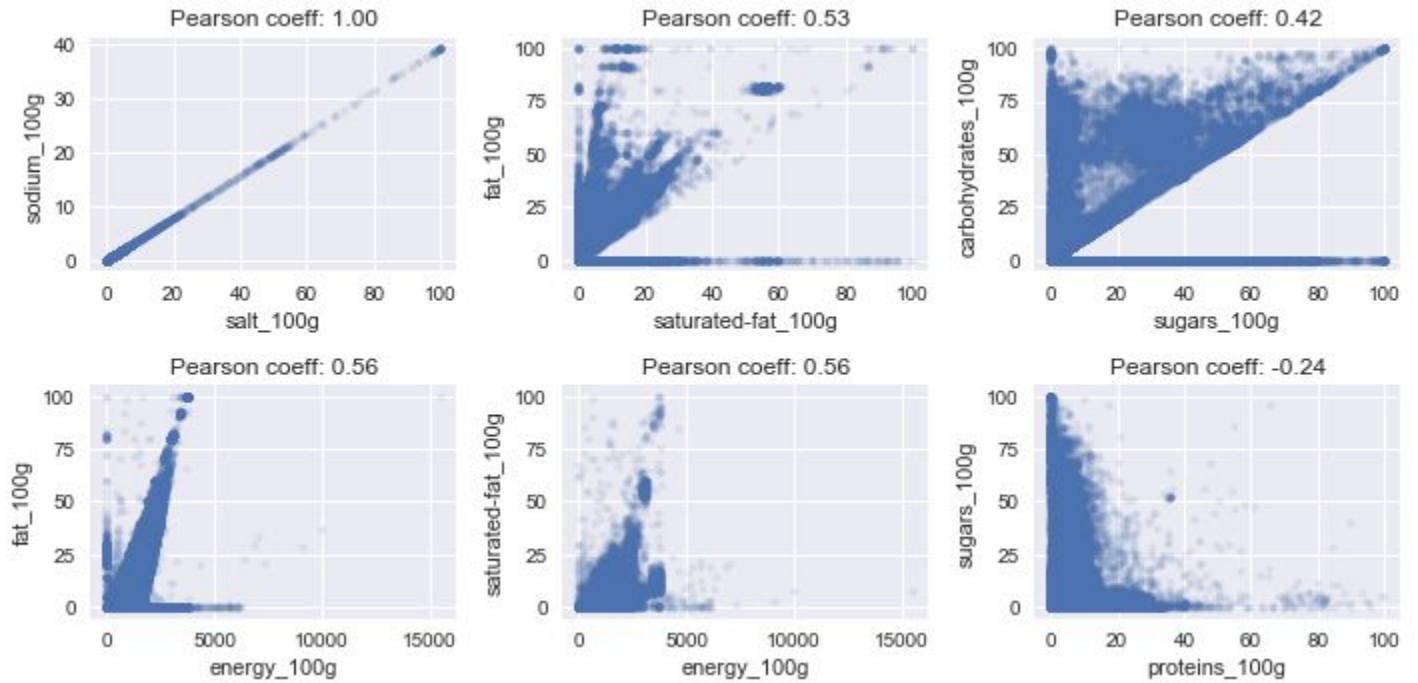 Pearson coeff: 1.00
40
30
20
10
0
sodium_100g
0 20 40 60 80 100
salt_100g
Pearson coeff: 0.53
100
75
50
25
0
fat_100g
0 20 40 60 80 100
saturated-fat_100g
Pearson coeff: 0.42
100
75
50
25
0
carbohydrates_100g
0 20 40 60 80 100
sugars_100g
Pearson coeff: 0.56
100
75
50
25
0
fat_100g
0 5000 10000 15000
energy_100g
Pearson coeff: 0.56
100
75
50
25
0
saturated-fat_100g
0 5000 10000 15000
energy_100g
Pearson coeff: -0.24
100
75
50
25
0
sugars_100g
0 20 40 60 80 100
proteins_100g